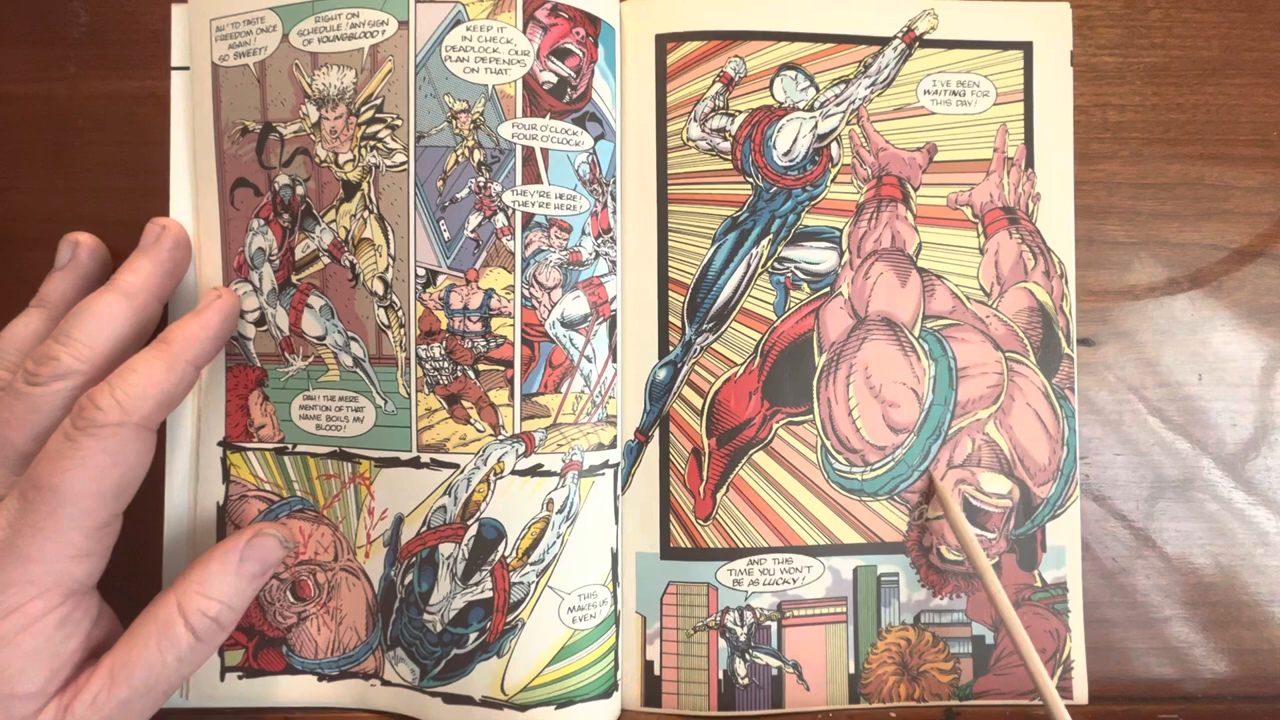 AH! TO TASTE
FREEDOM ONCE
AGAIN!
SO SWEET!
RIGHT ON
SCHEDULE! ANY SIGN
OF YOUNGBLOOD?
DAH! THE MERE
MENTION OF THAT
NAME BOILS MY
BLOOD!
KEEP IT
IN CHECK,
DEADLOCK. OUR
PLAN DEPENDS
ON THAT.
FOUR O'CLOCK!
FOUR O'CLOCK!
THEY'RE HERE!
THEY'RE HERE!
THIS
MAKES US
EVEN!
I'VE BEEN
WAITING FOR
THIS DAY!
AND THIS
TIME YOU WON'T
BE AS LUCKY!